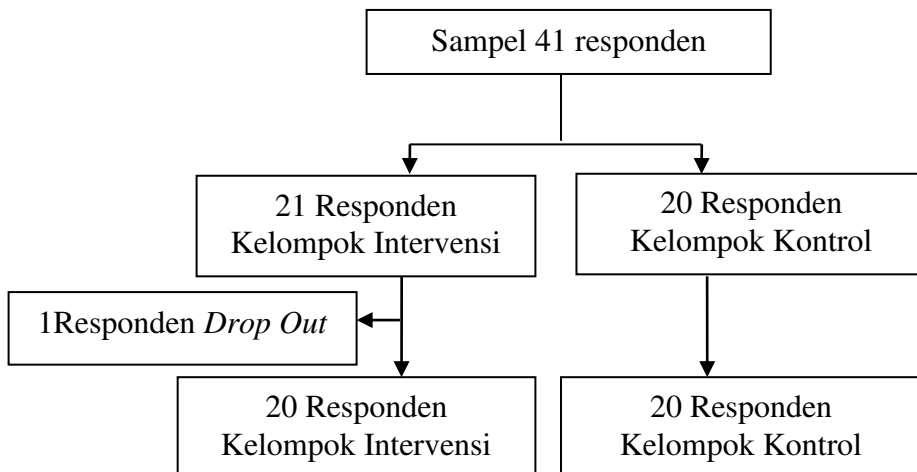 Sampel 41 responden
21 Responden
Kelompok Intervensi
20 Responden
Kelompok Kontrol
1Responden Drop Out
20 Responden
Kelompok Intervensi
20 Responden
Kelompok Kontrol